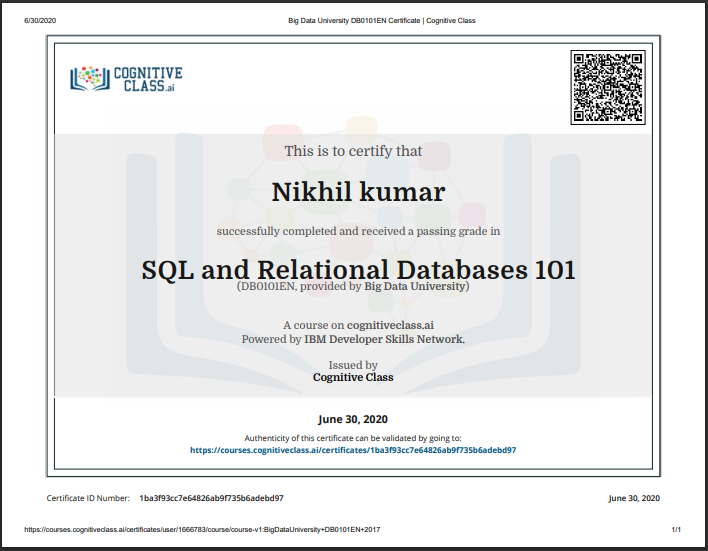 6/30/2020 Big Data University DB0101EN Certificate | Cognitive Class
COGNITIVE
CLASS.ai
This is to certify that
Nikhil kumar
successfully completed and received a passing grade in
SQL and Relational Databases 101
(DB0101EN, provided by Big Data University)
A course on cognitiveclass.ai
Powered by IBM Developer Skills Network.
Issued by
Cognitive Class
June 30, 2020
Authenticity of this certificate can be validated by going to:
https://courses.cognitiveclass.ai/certificates/1ba3f93cc7e64826ab9f735b6adebd97
Certificate ID Number: 1ba3f93cc7e64826ab9f735b6adebd97 June 30, 2020
https://courses.cognitiveclass.ai/certificates/user/1666783/course/course-v1:BigDataUniversity+DB0101EN+2017 1/1